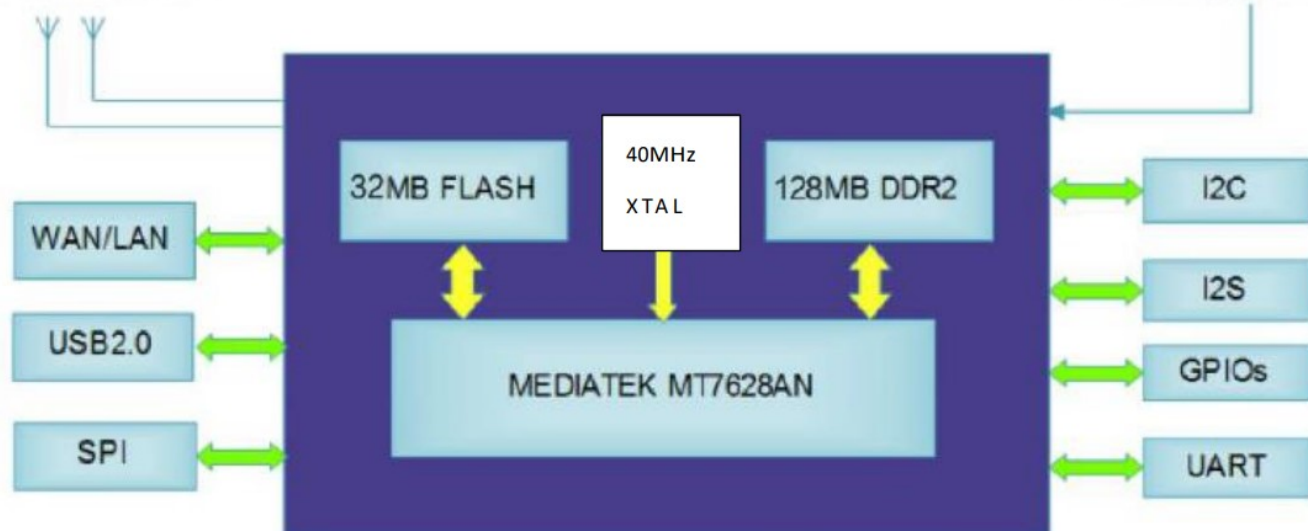 32MB FLASH
40MHz
XTAL
128MB DDR2
I2C
WAN/LAN
I2S
USB2.0
GPIOs
MEDIATEK MT7628AN
SPI
UART